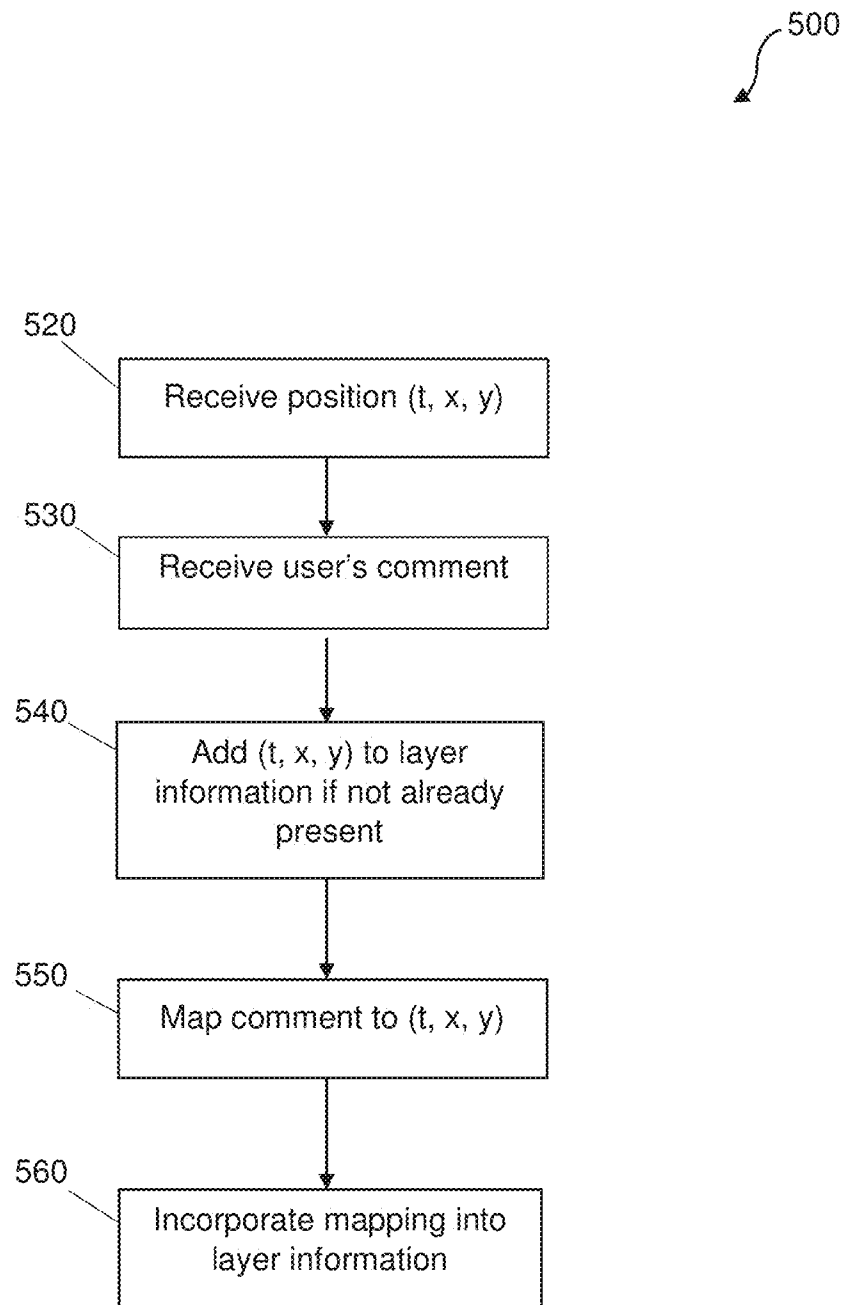 500
520
Receive position (t, x, y)
530
Receive user's comment
540
Add (t, x, y) to layer
information if not already
present
550
Map comment to (t, x, y)
560
Incorporate mapping into
layer information